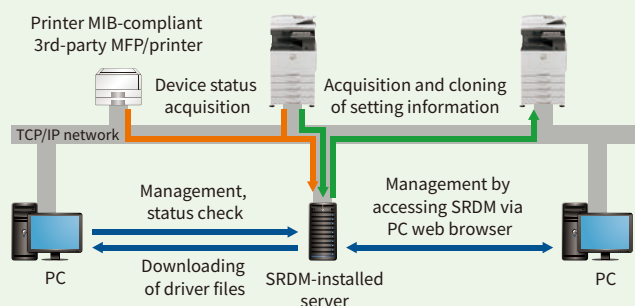 Printer MIB-compliant
3rd-party MFP/printer
Device status
acquisition
Acquisition and cloning
of setting information
TCP/IP network
Management,
status check
Management by
accessing SRDM via
PC web browser
PC
Downloading
of driver files
SRDM-installed
server
PC